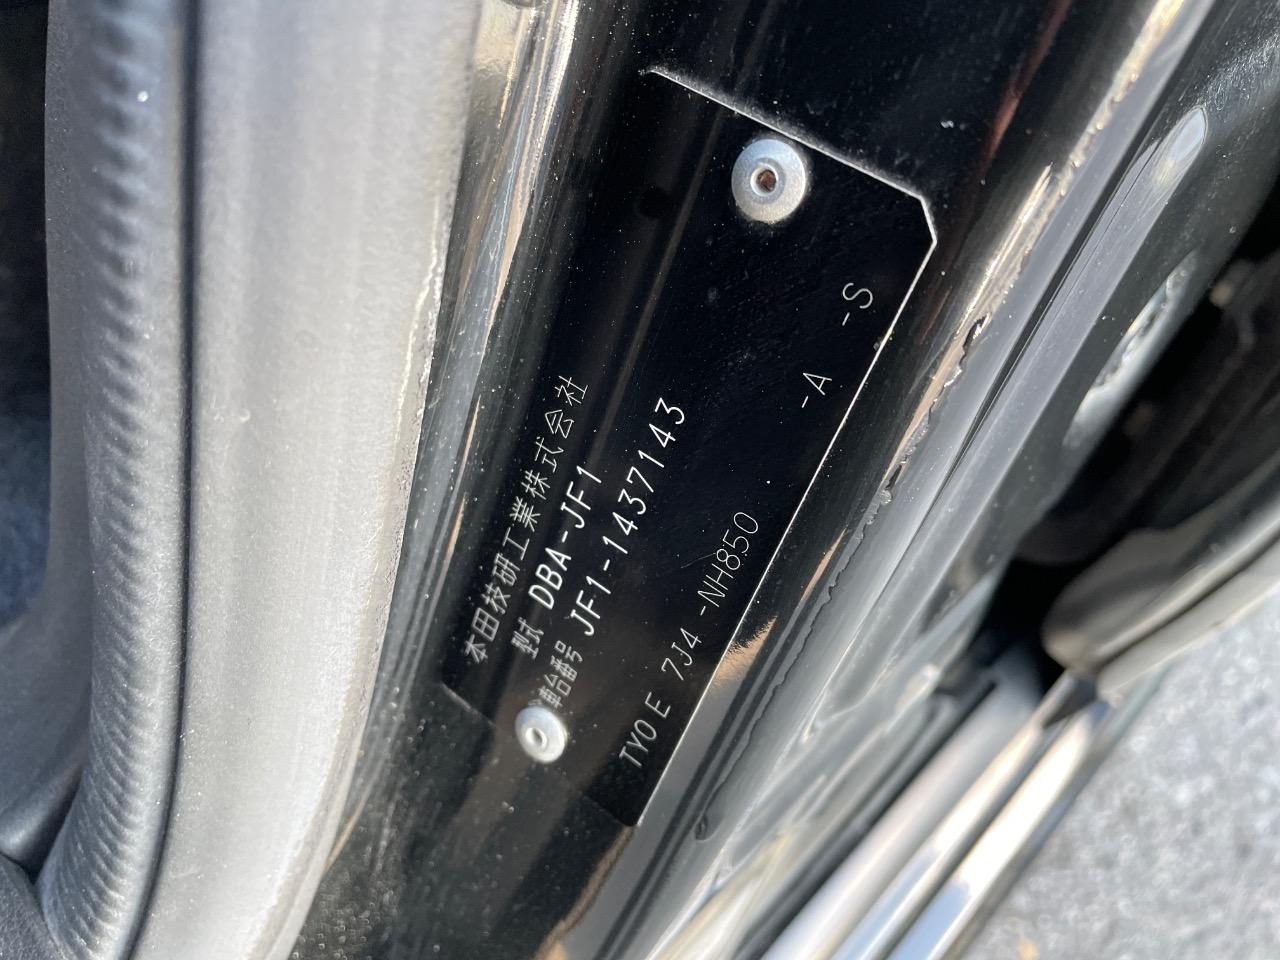 本田技研工業株式会社
型式 DBA-JF1
車台番号 JF1-1437143
TY0 E 7J4 -NH850 -A -S